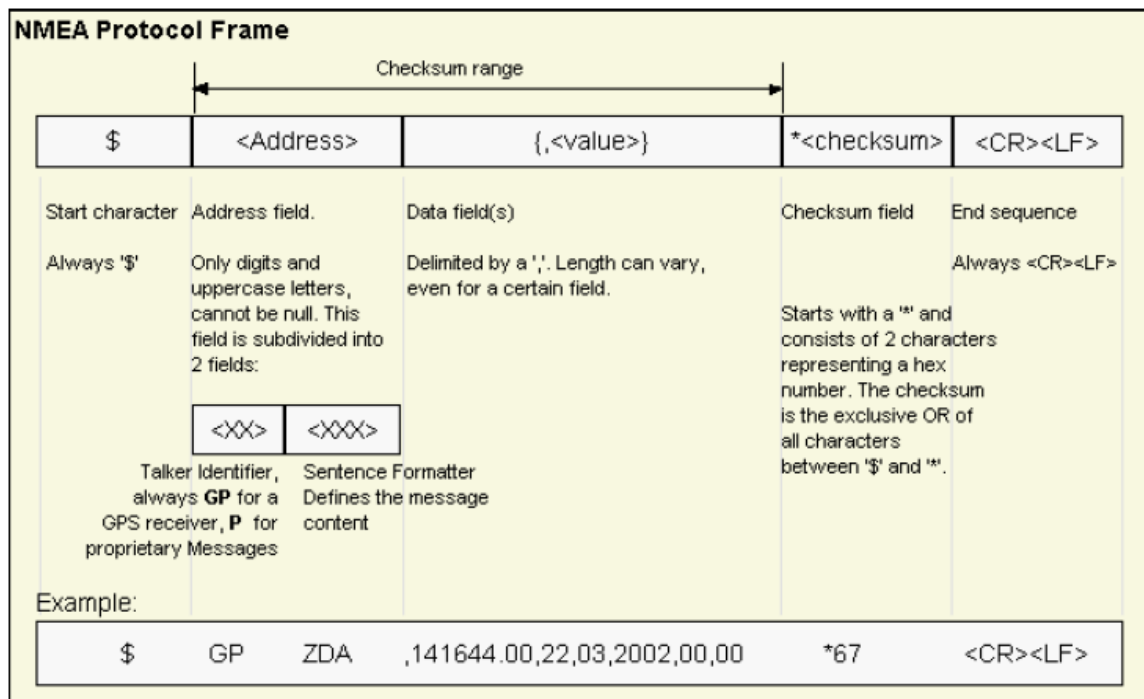 NMEA Protocol Frame
Checksum range
$ <Address> {,<value>} *<checksum> <CR><LF>
Start character Address field. Data field(s) Checksum field End sequence
Always '$'
Only digits and
uppercase letters,
cannot be null. This
field is subdivided into
2 fields:
Delimited by a ','. Length can vary,
even for a certain field.
Starts with a '*' and
consists of 2 characters
representing a hex
number. The checksum
is the exclusive OR of
all characters
between '$' and '*'.
Always <CR><LF>
<XX> <XXX>
Talker Identifier,
always GP for a
GPS receiver, P for
proprietary Messages
Sentence Formatter
Defines the message
content
Example:
$ GP ZDA ,141644.00,22,03,2002,00,00 *67 <CR><LF>